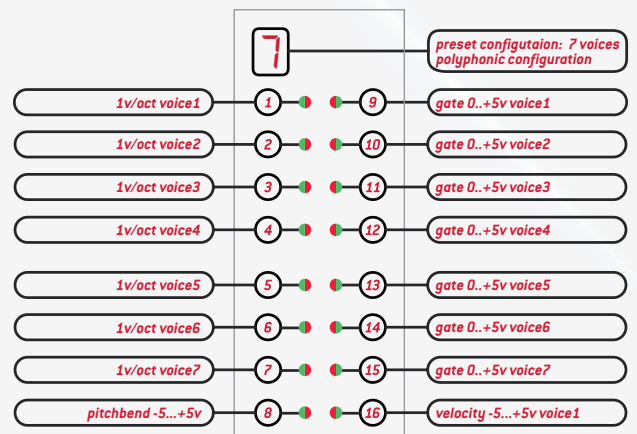 7
preset configutaion: 7 voices
polyphonic configuration
1v/oct voice1 1 9 gate 0..+5v voice1
1v/oct voice2 2 10 gate 0..+5v voice2
1v/oct voice3 3 11 gate 0..+5v voice3
1v/oct voice4 4 12 gate 0..+5v voice4
1v/oct voice5 5 13 gate 0..+5v voice5
1v/oct voice6 6 14 gate 0..+5v voice6
1v/oct voice7 7 15 gate 0..+5v voice7
pitchbend -5...+5v 8 16 velocity -5...+5v voice1